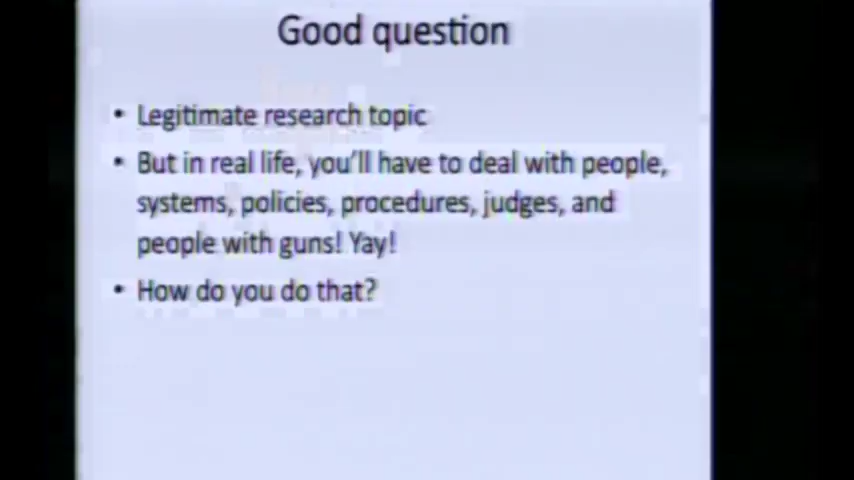 Good question
• Legitimate research topic
• But in real life, you'll have to deal with people,
systems, policies, procedures, judges, and
people with guns! Yay!
• How do you do that?